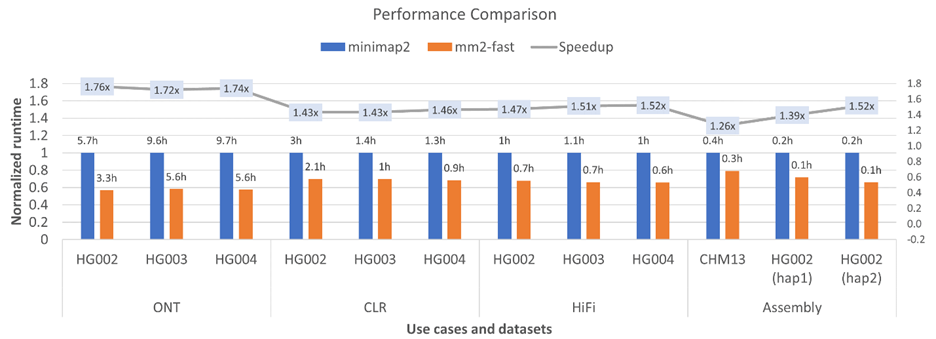 Performance Comparison
minimap2 mm2-fast Speedup
Normalized runtime
1.8
1.6
1.4
1.2
1
0.8
0.6
0.4
0.2
0
1.76x 1.72x 1.74x 1.43x 1.43x 1.46x 1.47x 1.51x 1.52x 1.26x 1.39x 1.52x
5.7h 9.6h 9.7h 3h 1.4h 1.3h 1h 1.1h 1h 0.4h 0.2h 0.2h
3.3h 5.6h 5.6h 2.1h 1h 0.9h 0.7h 0.7h 0.6h 0.3h 0.1h 0.1h
1.8
1.6
1.4
1.2
1.0
0.8
0.6
0.4
0.2
0.0
-0.2
HG002 HG003 HG004 HG002 HG003 HG004 HG002 HG003 HG004 CHM13 HG002 HG002
(hap1) (hap2)
ONT CLR HiFi Assembly
Use cases and datasets